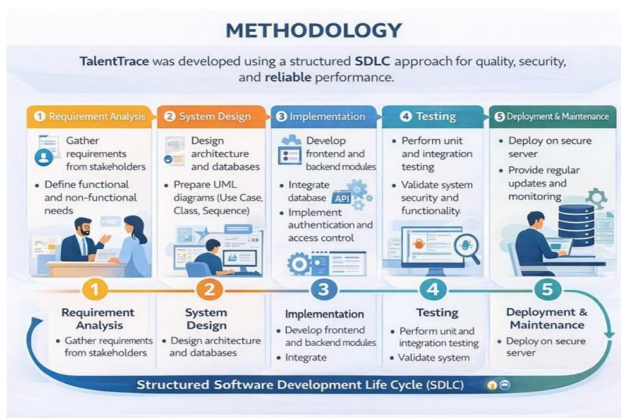 METHODOLOGY
TalentTrace was developed using a structured SDLC approach for quality, security,
and reliable performance.
1 Requirement Analysis
Gather
requirements
from stakeholders
• Define functional
and non-functional
needs
2 System Design
Design
architecture
and databases
• Prepare UML
diagrams (Use Case,
Class, Sequence)
3 Implementation
Develop
frontend and
backend modules
• Integrate
database
API
• Implement
authentication and
access control
4 Testing
• Perform unit
and integration
testing
• Validate system
security and
functionality.
5 Deployment & Maintenance
• Deploy on secure
server
• Provide regular
updates and
monitoring
1
Requirement
Analysis
• Gather requirements
from stakeholders
2
System
Design
• Design architecture
and databases
3
Implementation
• Develop frontend
and backend modules
• Integrate
4
Testing
• Perform unit and
integration testing
• Validate system
5
Deployment &
Maintenance
• Deploy on secure
server
Structured Software Development Life Cycle (SDLC)